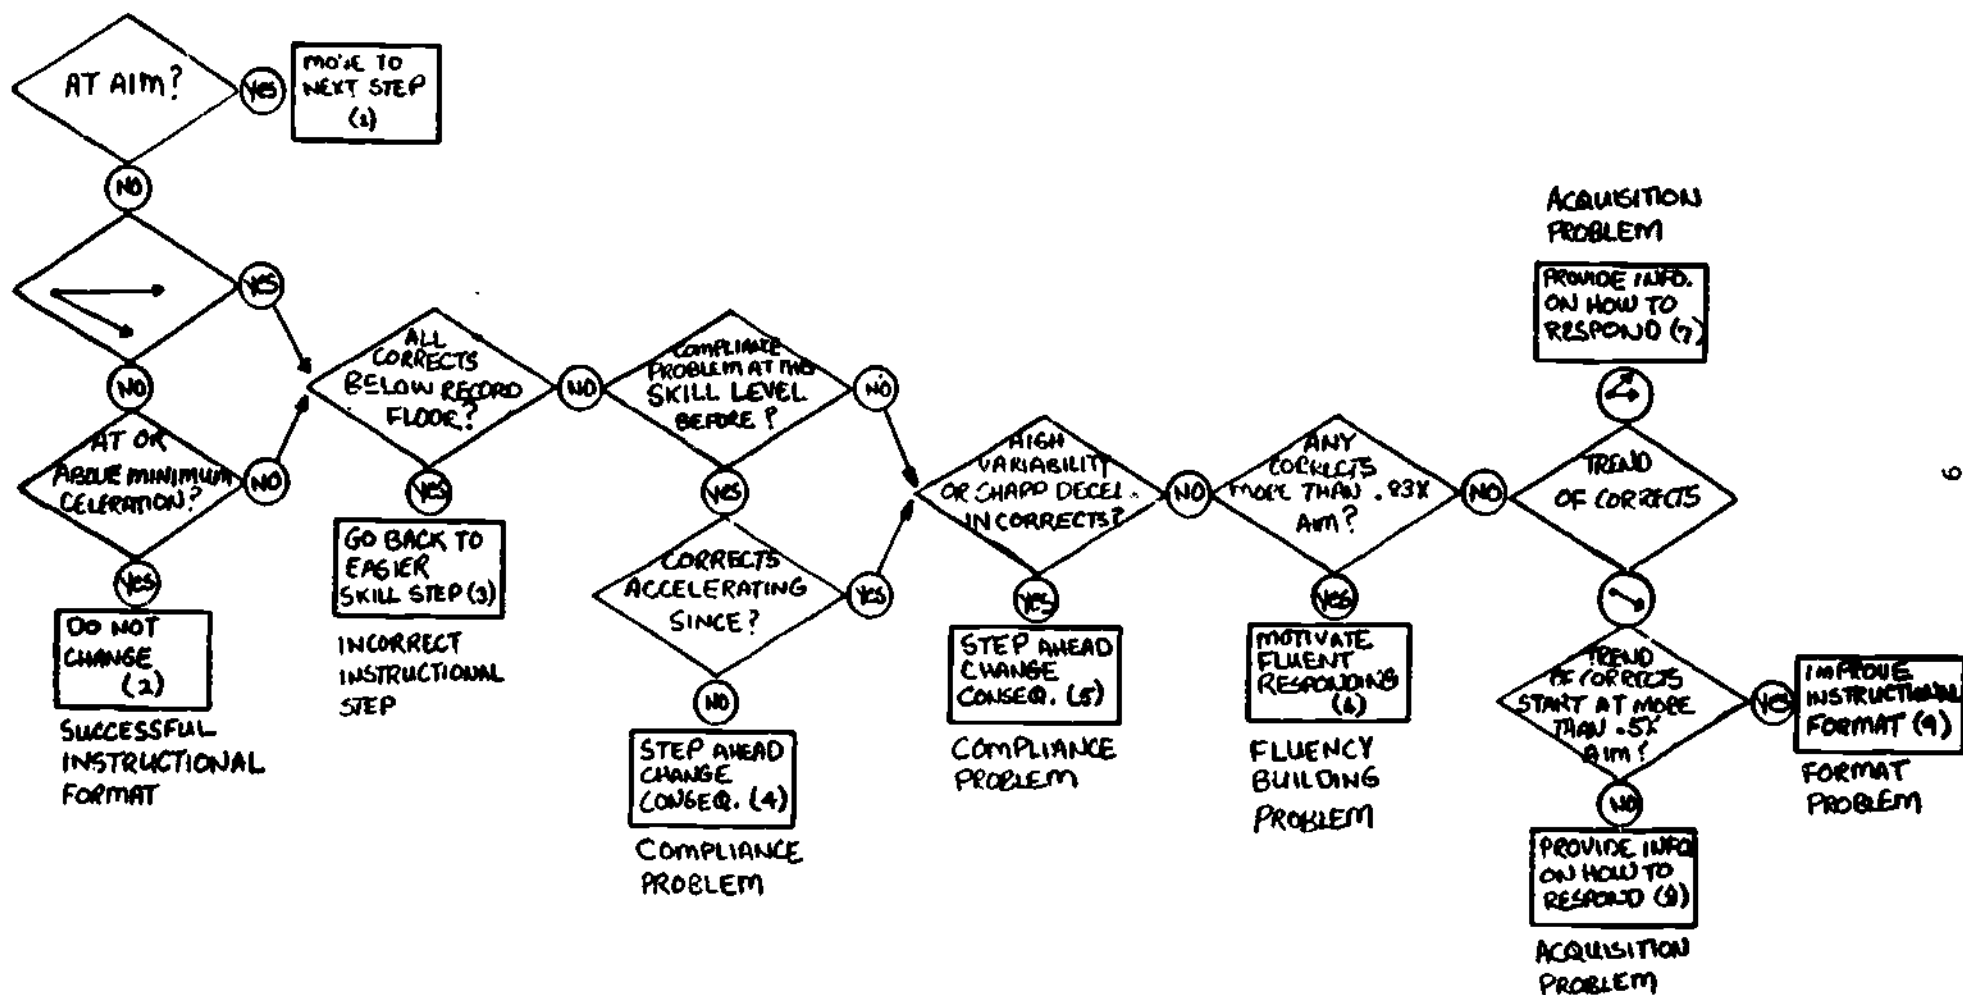 AT AIM?
Yes
MOVE TO
NEXT STEP
(1)
NO
Yes
NO
AT OR
ABOVE MINIMUM
CELERATION?
NO
Yes
DO NOT
CHANGE
(2)
SUCCESSFUL
INSTRUCTIONAL
FORMAT
ALL
CORRECTS
BELOW RECORD
FLOOR?
NO
Yes
GO BACK TO
EASIER
SKILL STEP (3)
INCORRECT
INSTRUCTIONAL
STEP
COMPLIANCE
PROBLEM AT THIS
SKILL LEVEL
BEFORE?
NO
Yes
CORRECTS
ACCELERATING
SINCE?
Yes
NO
STEP AHEAD
CHANGE
CONSEQ. (4)
COMPLIANCE
PROBLEM
HIGH
VARIABILITY
OR SHARP DECEL.
IN CORRECTS?
NO
Yes
STEP AHEAD
CHANGE
CONSEQ. (5)
COMPLIANCE
PROBLEM
ANY
CORRECTS
MORE THAN .83X
AIM?
NO
Yes
MOTIVATE
FLUENT
RESPONDING
(6)
FLUENCY
BUILDING
PROBLEM
ACQUISITION
PROBLEM
PROVIDE INFO.
ON HOW TO
RESPOND (7)
TREND
OF CORRECTS
TREND
OF CORRECTS
START AT MORE
THAN .5X
AIM?
Yes
IMPROVE
INSTRUCTIONAL
FORMAT (9)
FORMAT
PROBLEM
NO
PROVIDE INFO
ON HOW TO
RESPOND (8)
ACQUISITION
PROBLEM
6